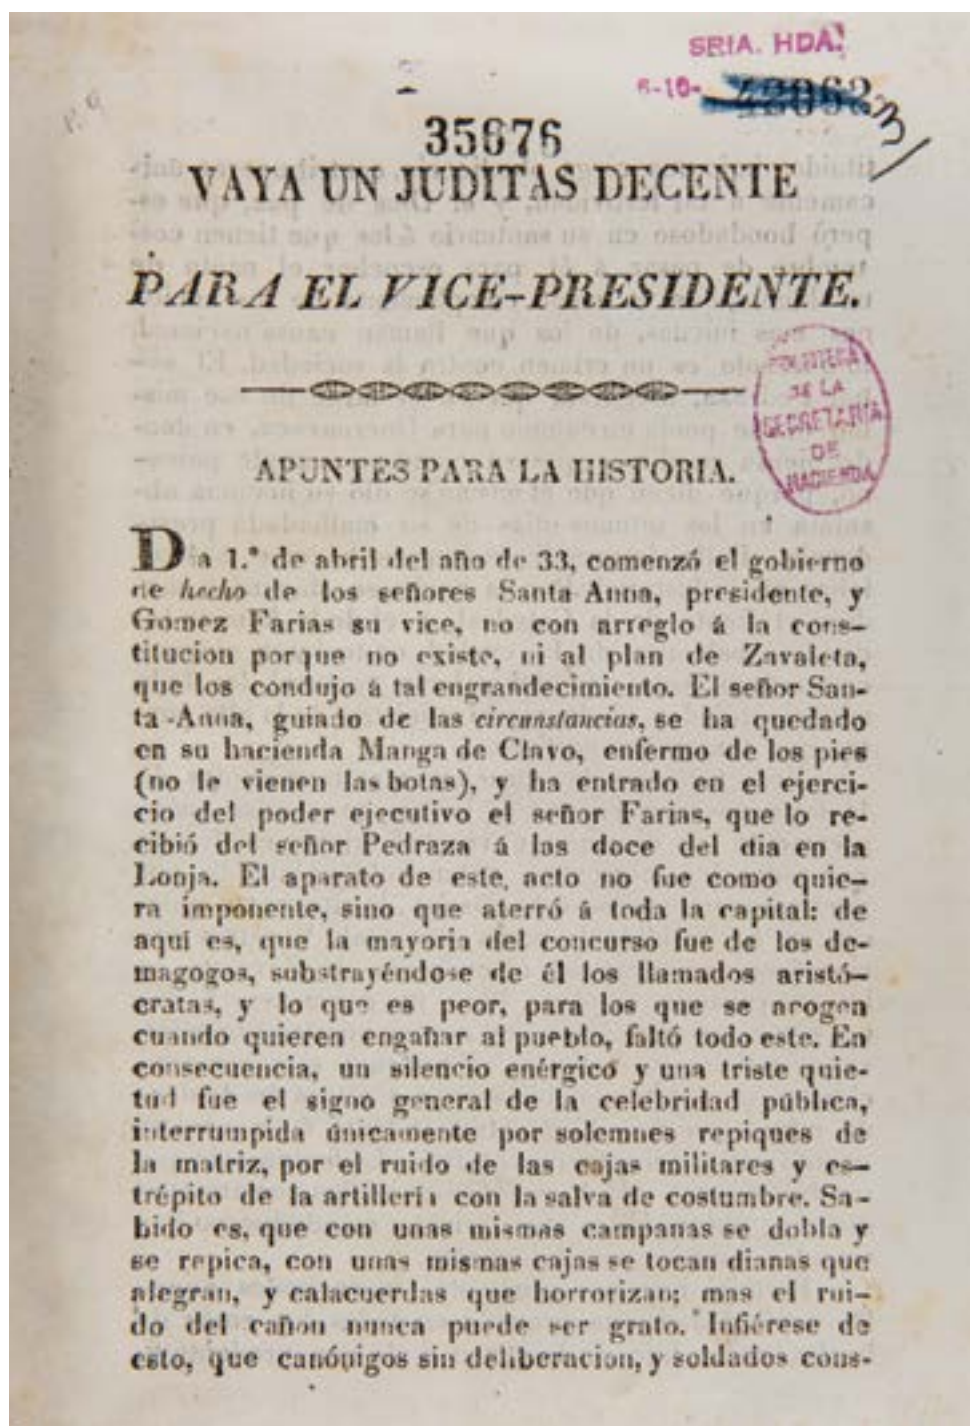 SRIA. HDA.
6-10-
42062
35676
VAYA UN JUDITAS DECENTE
PARA EL VICE-PRESIDENTE.
BIBLIOTECA
DE LA
SECRETARIA
DE
HACIENDA
APUNTES PARA LA HISTORIA.
Dia 1.º de abril del año de 33, comenzó el gobierno
de hecho de los señores Santa-Anna, presidente, y
Gomez Farias su vice, no con arreglo á la cons-
titucion porque no existe, ni al plan de Zavaleta,
que los condujo á tal engrandecimiento. El señor San-
ta-Anna, guiado de las circunstancias, se ha quedado
en su hacienda Manga de Clavo, enfermo de los pies
(no le vienen las botas), y ha entrado en el ejerci-
cio del poder ejecutivo el señor Farias, que lo re-
cibió del señor Pedraza á las doce del dia en la
Lonja. El aparato de este, acto no fue como quie-
ra imponente, sino que aterró á toda la capital: de
aquí es, que la mayoria del concurso fue de los de-
magogos, substrayéndose de él los llamados aristó-
cratas, y lo que es peor, para los que se arogen
cuando quieren engañar al pueblo, faltó todo este. En
consecuencia, un silencio enérgico y una triste quie-
tud fue el signo general de la celebridad pública,
interrumpida únicamente por solemnes repiques de
la matriz, por el ruido de las cajas militares y es-
trépito de la artilleria con la salva de costumbre. Sa-
bido es, que con unas mismas campanas se dobla y
se repica, con unas mismas cajas se tocan dianas que
alegran, y calacuerdas que horrorizan; mas el rui-
do del cañon nunca puede ser grato. Infiérese de
esto, que canónigos sin deliberacion, y soldados cons-